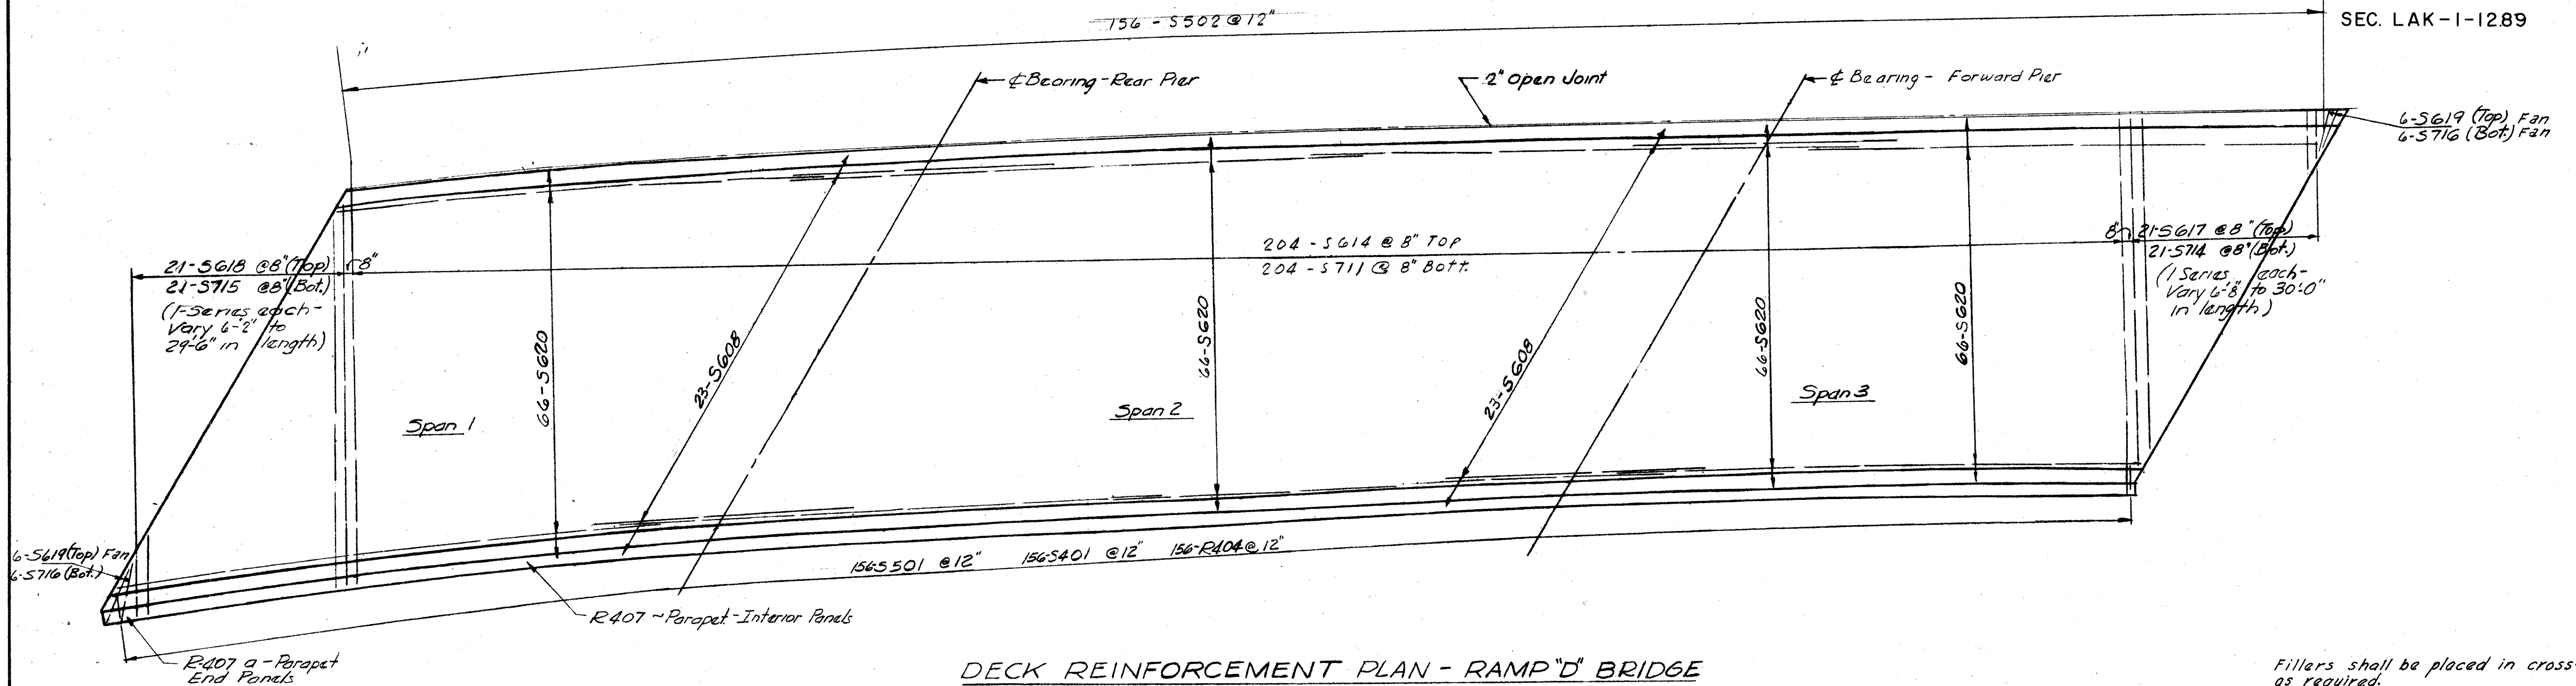 156 - S502 @ 12"
SEC. LAK-1-12.89
℄ Bearing - Rear Pier
2" Open Joint
℄ Bearing - Forward Pier
6-S619 (Top) Fan
6-S716 (Bot.) Fan
204 - S614 @ 8" TOP
204 - S711 @ 8" Bott.
8"
21-S617 @ 8" (Top)
21-S714 @ 8" (Bot.)
(1 Series each-
Vary 6'-8" to 30'-0"
in length)
21-S618 @8" (Top)
8"
21-S715 @8" (Bot.)
(1-Series each-
Vary 6'-2" to
29'-6" in length)
66-S620
23-S608
66-S620
23-S608
66-S620
66-S620
Span 1
Span 2
Span 3
6-S619 (Top) Fan
6-S716 (Bot.)
156 S501 @ 12" 156-S401 @ 12" 156-R404 @ 12"
R407 ~ Parapet - Interior Panels
R-407 a - Parapet
End Panels
DECK REINFORCEMENT PLAN - RAMP "D" BRIDGE
Fillers shall be placed in cross-
as required.